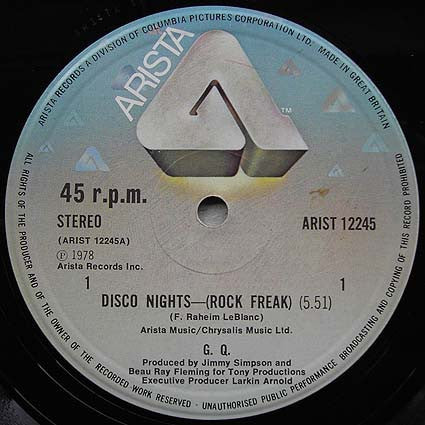 ARISTA RECORDS A DIVISION OF COLUMBIA PICTURES CORPORATION LTD. MADE IN GREAT BRITAIN
ARISTA
TM
45 r.p.m.
STEREO
ARIST 12245
(ARIST 12245A)
Ⓟ 1978
Arista Records Inc.
1 1
DISCO NIGHTS—(ROCK FREAK) (5.51)
(F. Raheim LeBlanc)
Arista Music/Chrysalis Music Ltd.
G. Q.
Produced by Jimmy Simpson and
Beau Ray Fleming for Tony Productions
Executive Producer Larkin Arnold
ALL RIGHTS OF THE PRODUCER AND OF THE OWNER OF THE RECORDED WORK RESERVED · UNAUTHORISED PUBLIC PERFORMANCE BROADCASTING AND COPYING OF THIS RECORD PROHIBITED